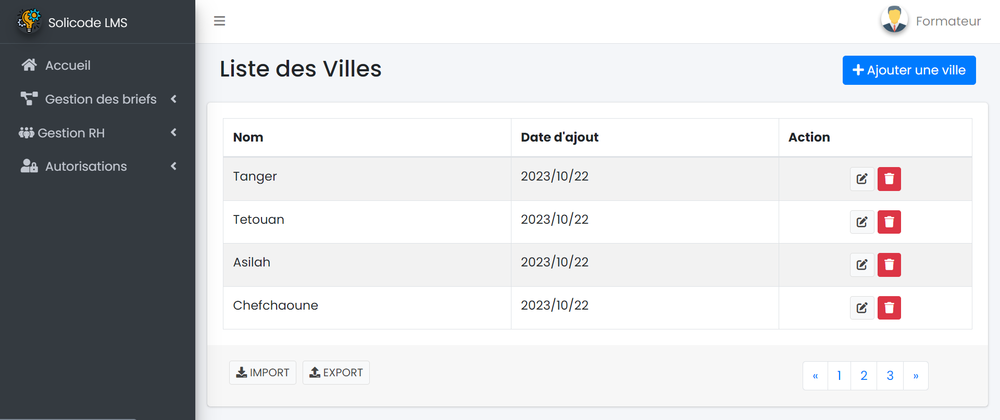 Solicode LMS
Formateur
Accueil
Gestion des briefs
Gestion RH
Autorisations
Liste des Villes
Ajouter une ville
Nom Date d'ajout Action
Tanger 2023/10/22
Tetouan 2023/10/22
Asilah 2023/10/22
Chefchaoune 2023/10/22
IMPORT EXPORT
« 1 2 3 »